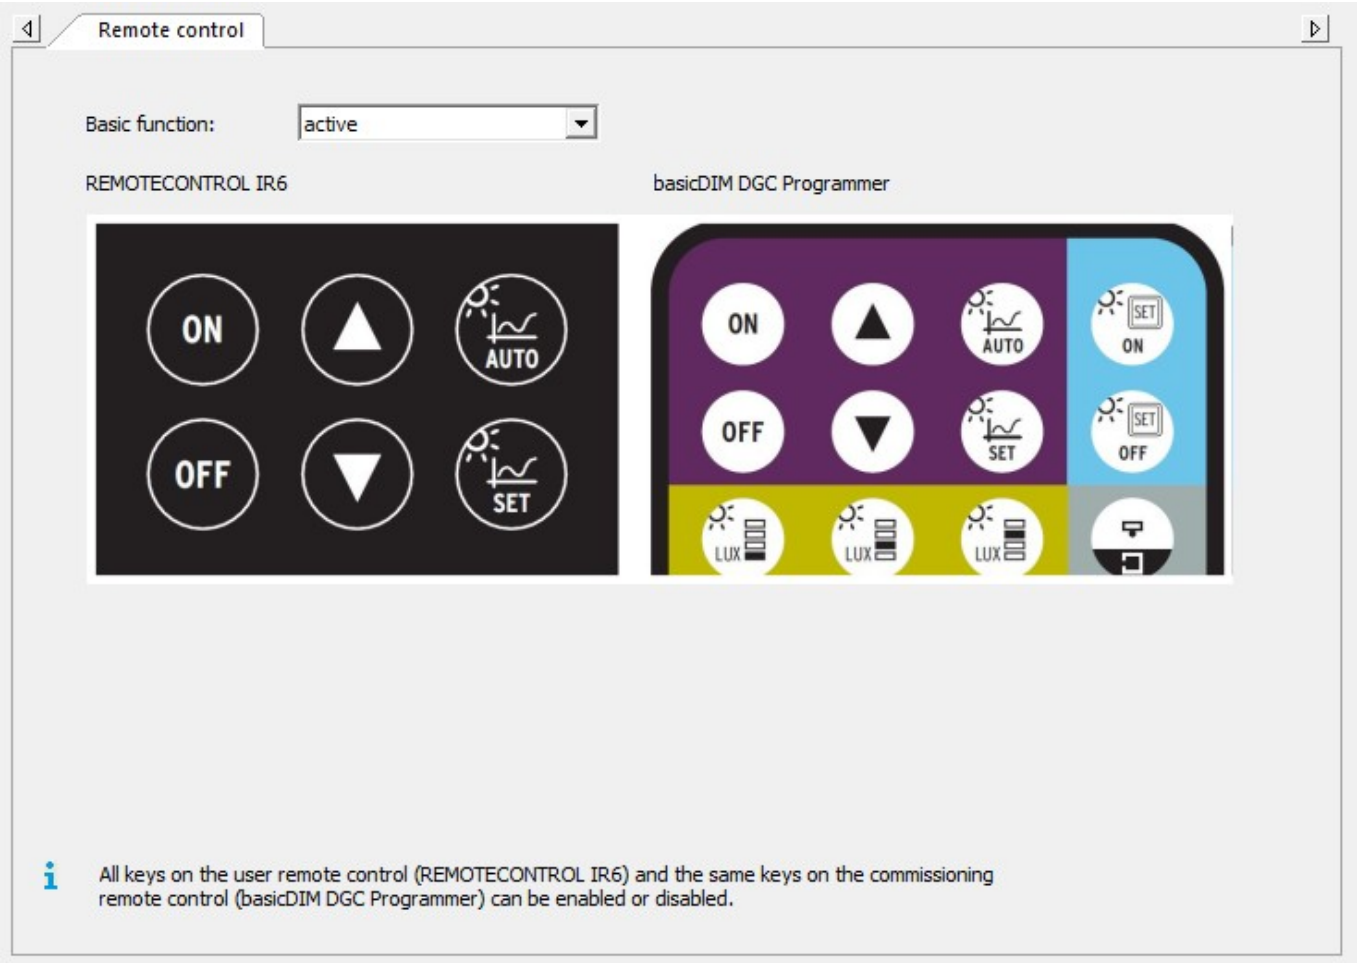 Remote control
Basic function: active
REMOTECONTROL IR6 basicDIM DGC Programmer
ON AUTO ON AUTO SET ON
OFF SET OFF SET SET OFF
LUX LUX LUX
All keys on the user remote control (REMOTECONTROL IR6) and the same keys on the commissioning
remote control (basicDIM DGC Programmer) can be enabled or disabled.